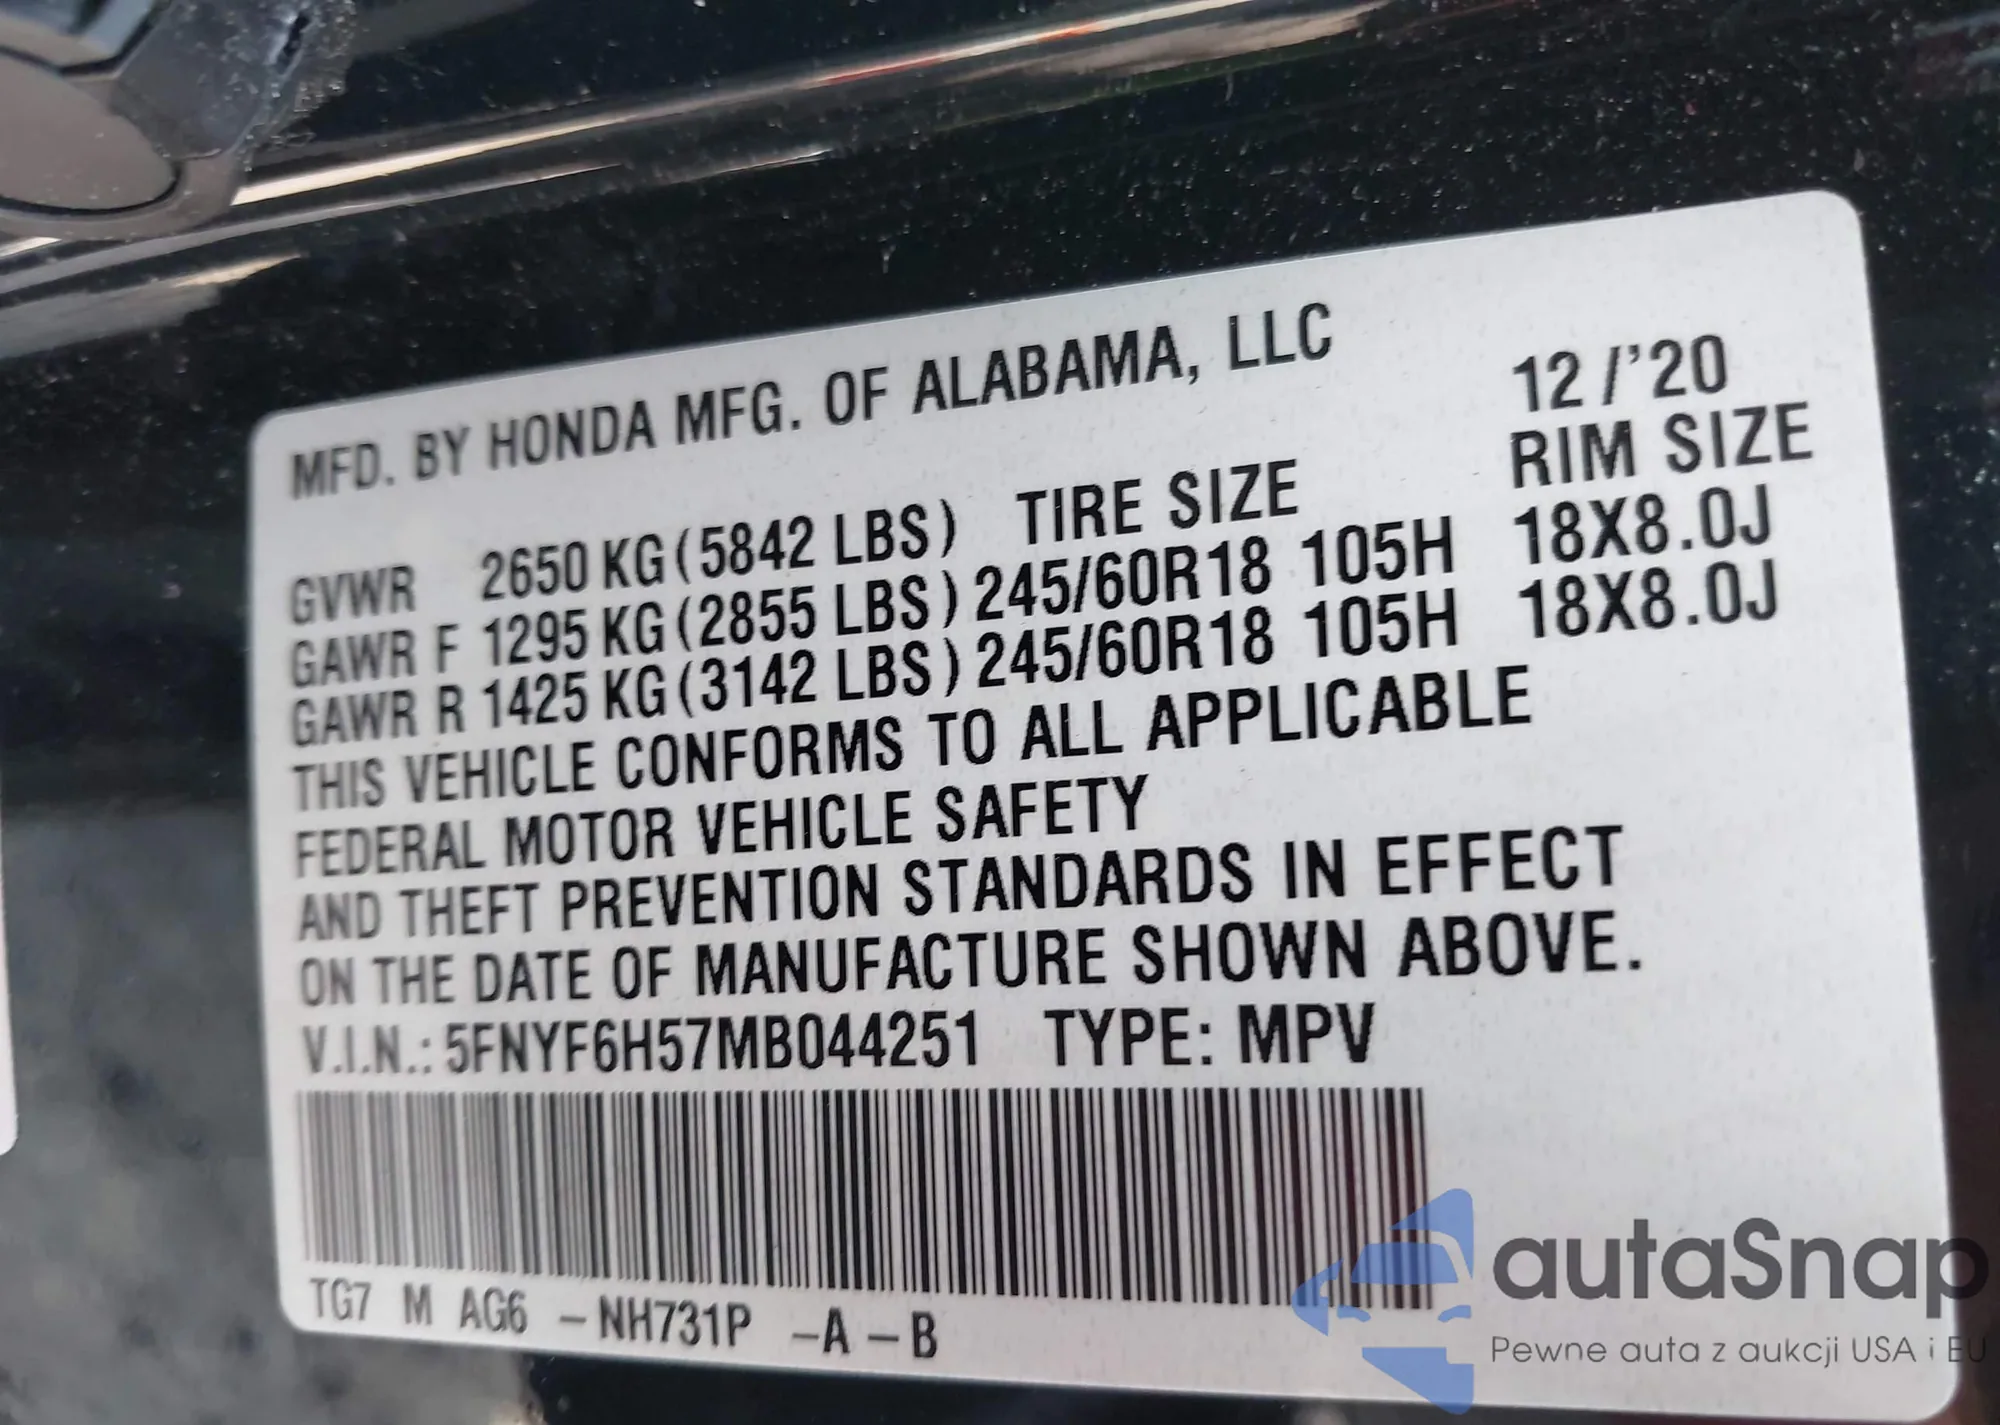 MFD. BY HONDA MFG. OF ALABAMA, LLC 12/'20
GVWR 2650 KG (5842 LBS) TIRE SIZE RIM SIZE
GAWR F 1295 KG (2855 LBS) 245/60R18 105H 18X8.0J
GAWR R 1425 KG (3142 LBS) 245/60R18 105H 18X8.0J
THIS VEHICLE CONFORMS TO ALL APPLICABLE
FEDERAL MOTOR VEHICLE SAFETY
AND THEFT PREVENTION STANDARDS IN EFFECT
ON THE DATE OF MANUFACTURE SHOWN ABOVE.
V.I.N.: 5FNYF6H57MB044251 TYPE: MPV
TG7 M AG6 -NH731P -A -B
autaSnap
Pewne auta z aukcji USA i EU